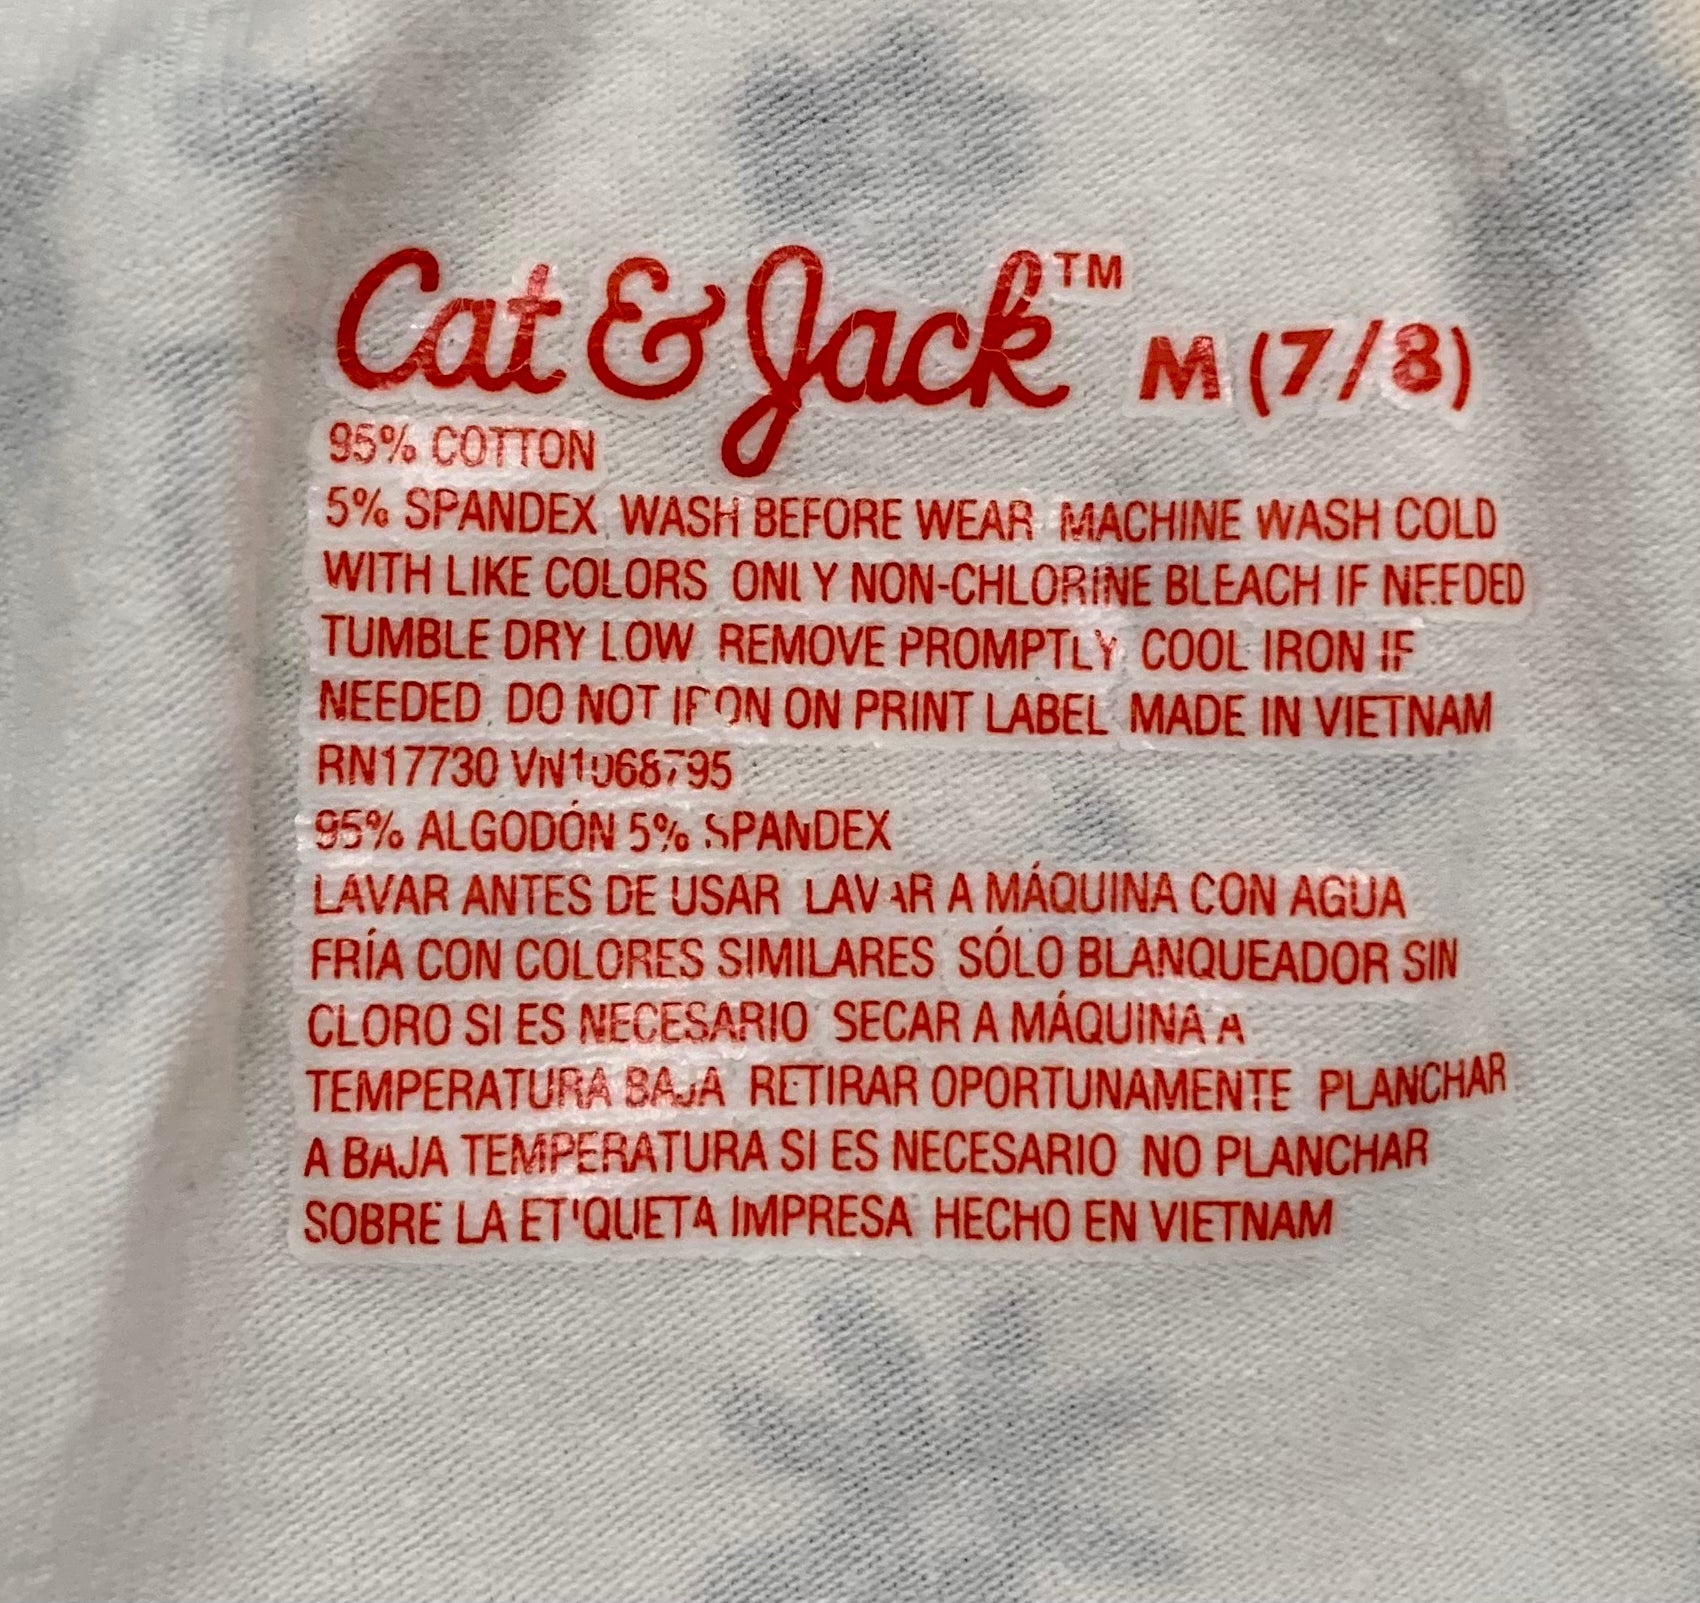 Cat & Jack™ M (7/8)
95% COTTON
5% SPANDEX WASH BEFORE WEAR MACHINE WASH COLD
WITH LIKE COLORS ONLY NON-CHLORINE BLEACH IF NEEDED
TUMBLE DRY LOW REMOVE PROMPTLY COOL IRON IF
NEEDED DO NOT IRON ON PRINT LABEL MADE IN VIETNAM
RN17730 VN1068795
95% ALGODÓN 5% SPANDEX
LAVAR ANTES DE USAR LAVAR A MÁQUINA CON AGUA
FRÍA CON COLORES SIMILARES SÓLO BLANQUEADOR SIN
CLORO SI ES NECESARIO SECAR A MÁQUINA A
TEMPERATURA BAJA RETIRAR OPORTUNAMENTE PLANCHAR
A BAJA TEMPERATURA SI ES NECESARIO NO PLANCHAR
SOBRE LA ETIQUETA IMPRESA HECHO EN VIETNAM